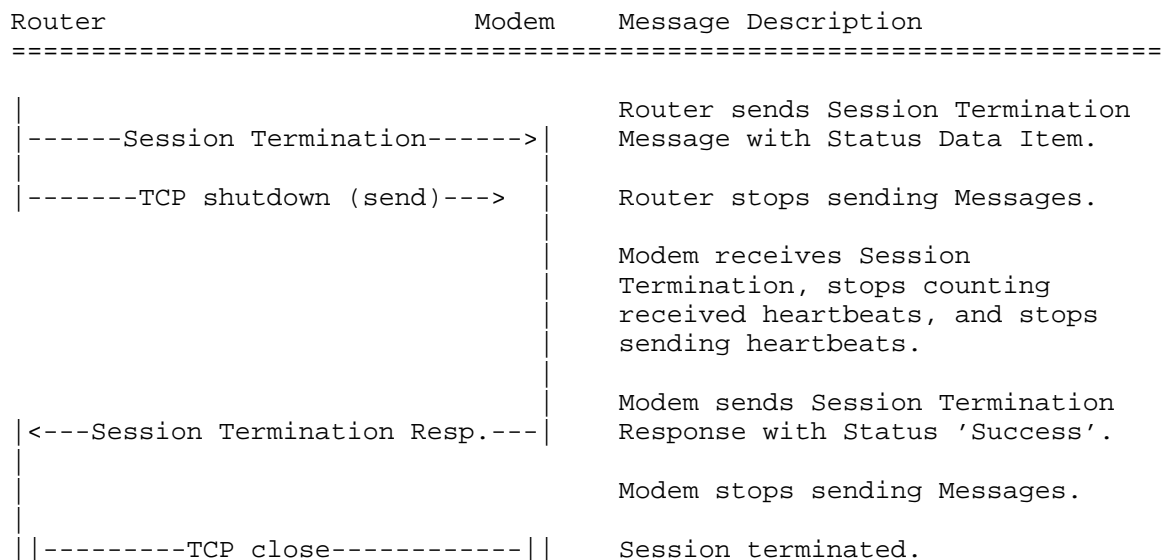 Router                       Modem    Message Description
========================================================================

|                                     Router sends Session Termination
|------Session Termination------>|    Message with Status Data Item.
|                                |
|-------TCP shutdown (send)--->  |    Router stops sending Messages.
                                 |
                                 |    Modem receives Session
                                 |    Termination, stops counting
                                 |    received heartbeats, and stops
                                 |    sending heartbeats.
                                 |
                                 |    Modem sends Session Termination
|<---Session Termination Resp.---|    Response with Status ’Success’.
|
|                                     Modem stops sending Messages.
|
||---------TCP close------------||    Session terminated.